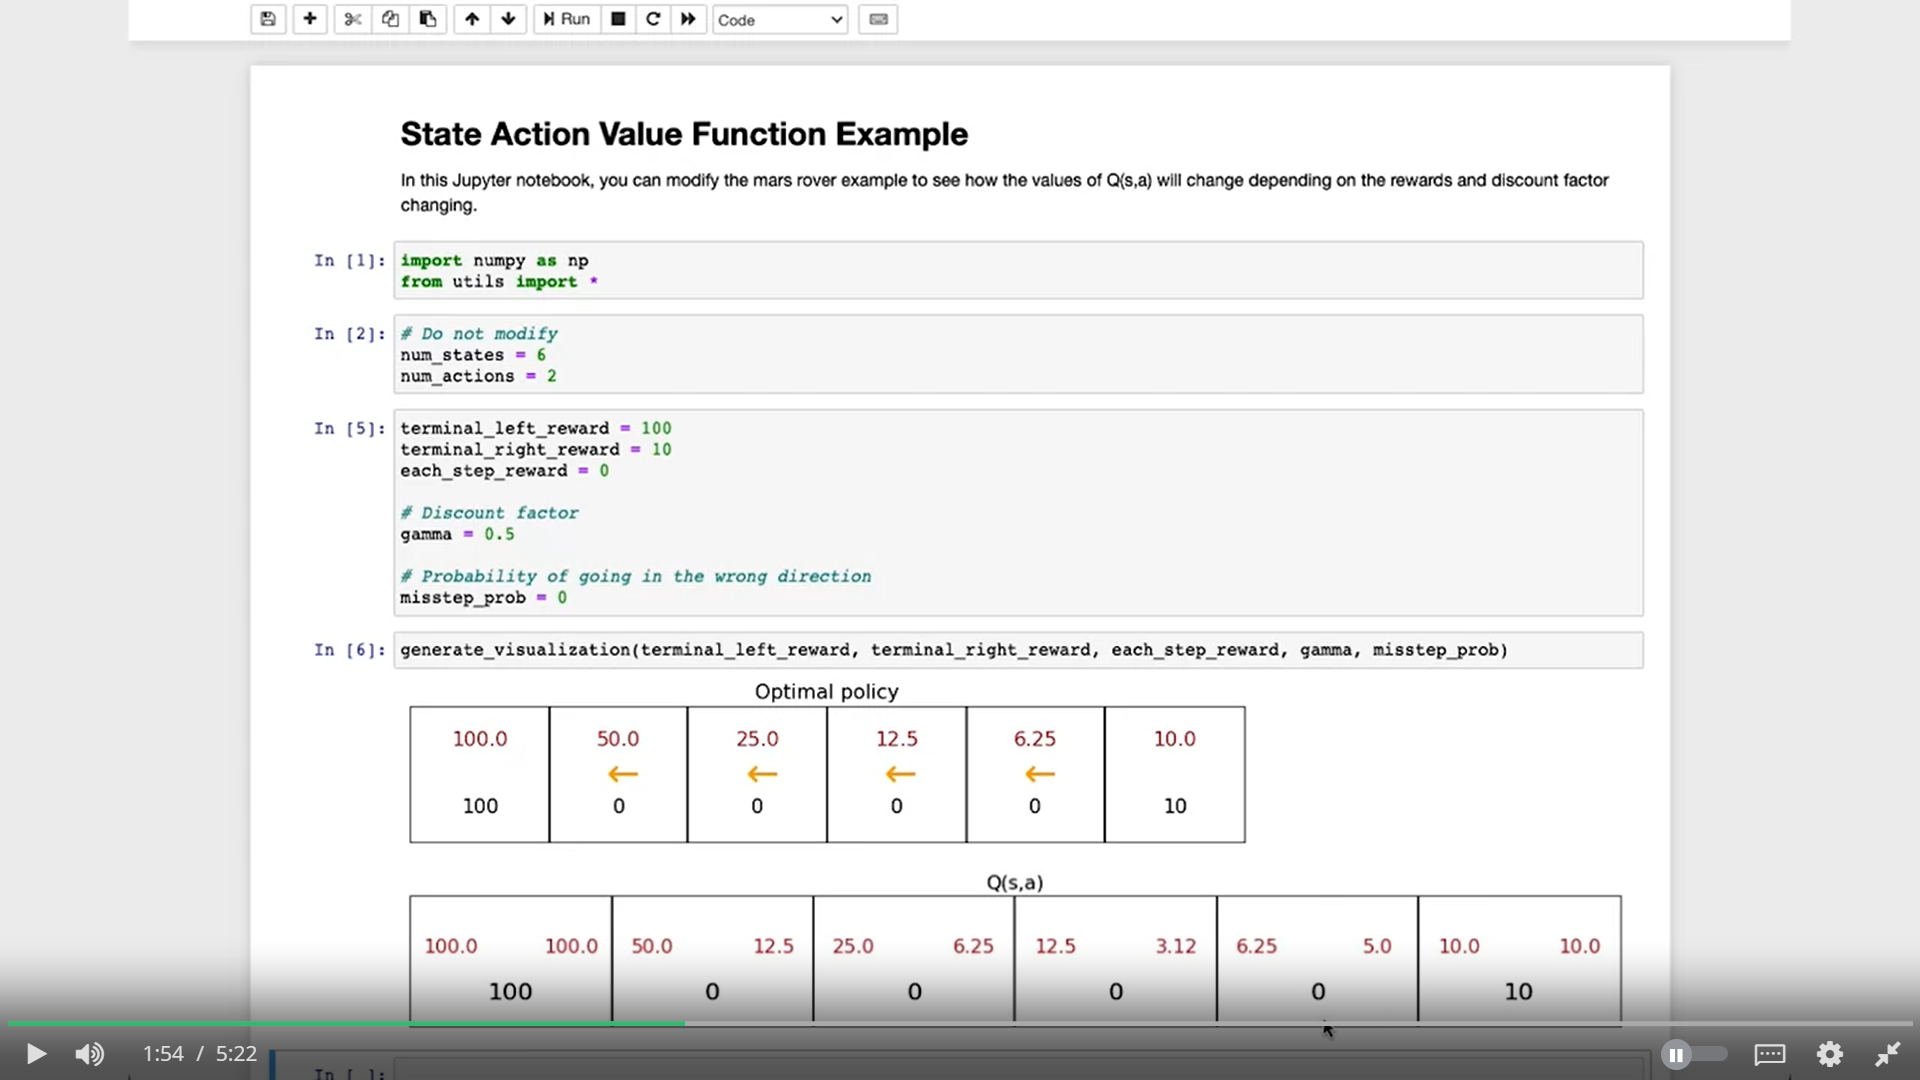 Run
Code
State Action Value Function Example
In this Jupyter notebook, you can modify the mars rover example to see how the values of Q(s,a) will change depending on the rewards and discount factor
changing.
In [1]: import numpy as np
from utils import *
In [2]: # Do not modify
num_states = 6
num_actions = 2
In [5]: terminal_left_reward = 100
terminal_right_reward = 10
each_step_reward = 0
# Discount factor
gamma = 0.5
# Probability of going in the wrong direction
misstep_prob = 0
In [6]: generate_visualization(terminal_left_reward, terminal_right_reward, each_step_reward, gamma, misstep_prob)
Optimal policy
100.0 50.0 25.0 12.5 6.25 10.0
← ← ← ←
100 0 0 0 0 10
Q(s,a)
100.0 100.0 50.0 12.5 25.0 6.25 12.5 3.12 6.25 5.0 10.0 10.0
100 0 0 0 0 10
1:54 / 5:22
In [ ]: